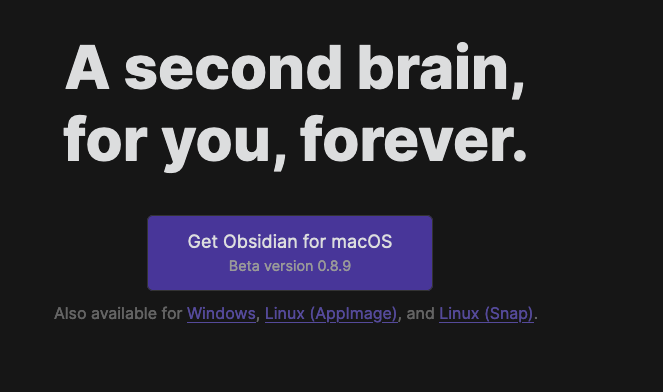 A second brain,
for you, forever.
Get Obsidian for macOS
Beta version 0.8.9
Also available for Windows, Linux (AppImage), and Linux (Snap).